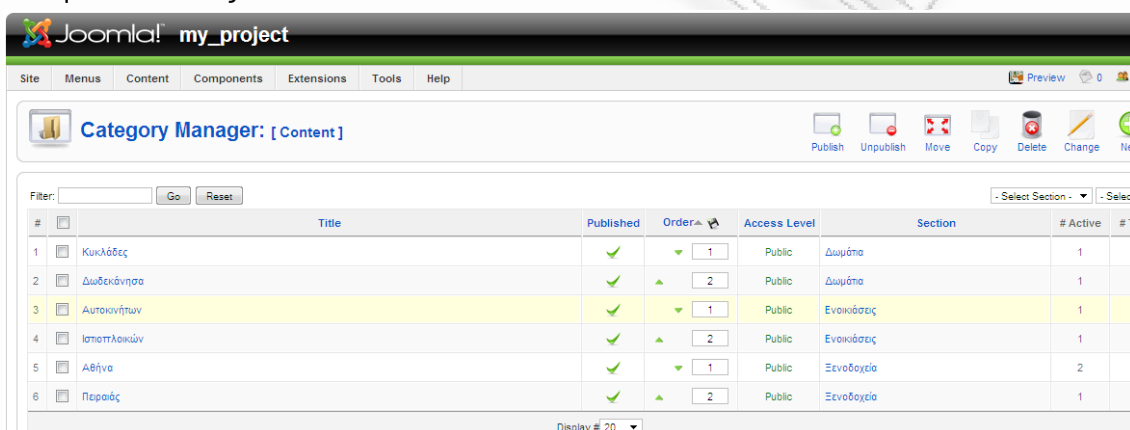 Joomla! my_project
Site Menus Content Components Extensions Tools Help Preview 0
Category Manager: [ Content ]
Publish Unpublish Move Copy Delete Change
Filter: Go Reset - Select Section -
# Title Published Order Access Level Section # Active #
1 Κυκλάδες 1 Public Δωμάτια 1
2 Δωδεκάνησα 2 Public Δωμάτια 1
3 Αυτοκινήτων 1 Public Ενοικιάσεις 1
4 Ιστιοπλοικών 2 Public Ενοικιάσεις 1
5 Αθήνα 1 Public Ξενοδοχεία 2
6 Πειραιάς 2 Public Ξενοδοχεία 1
Display # 20